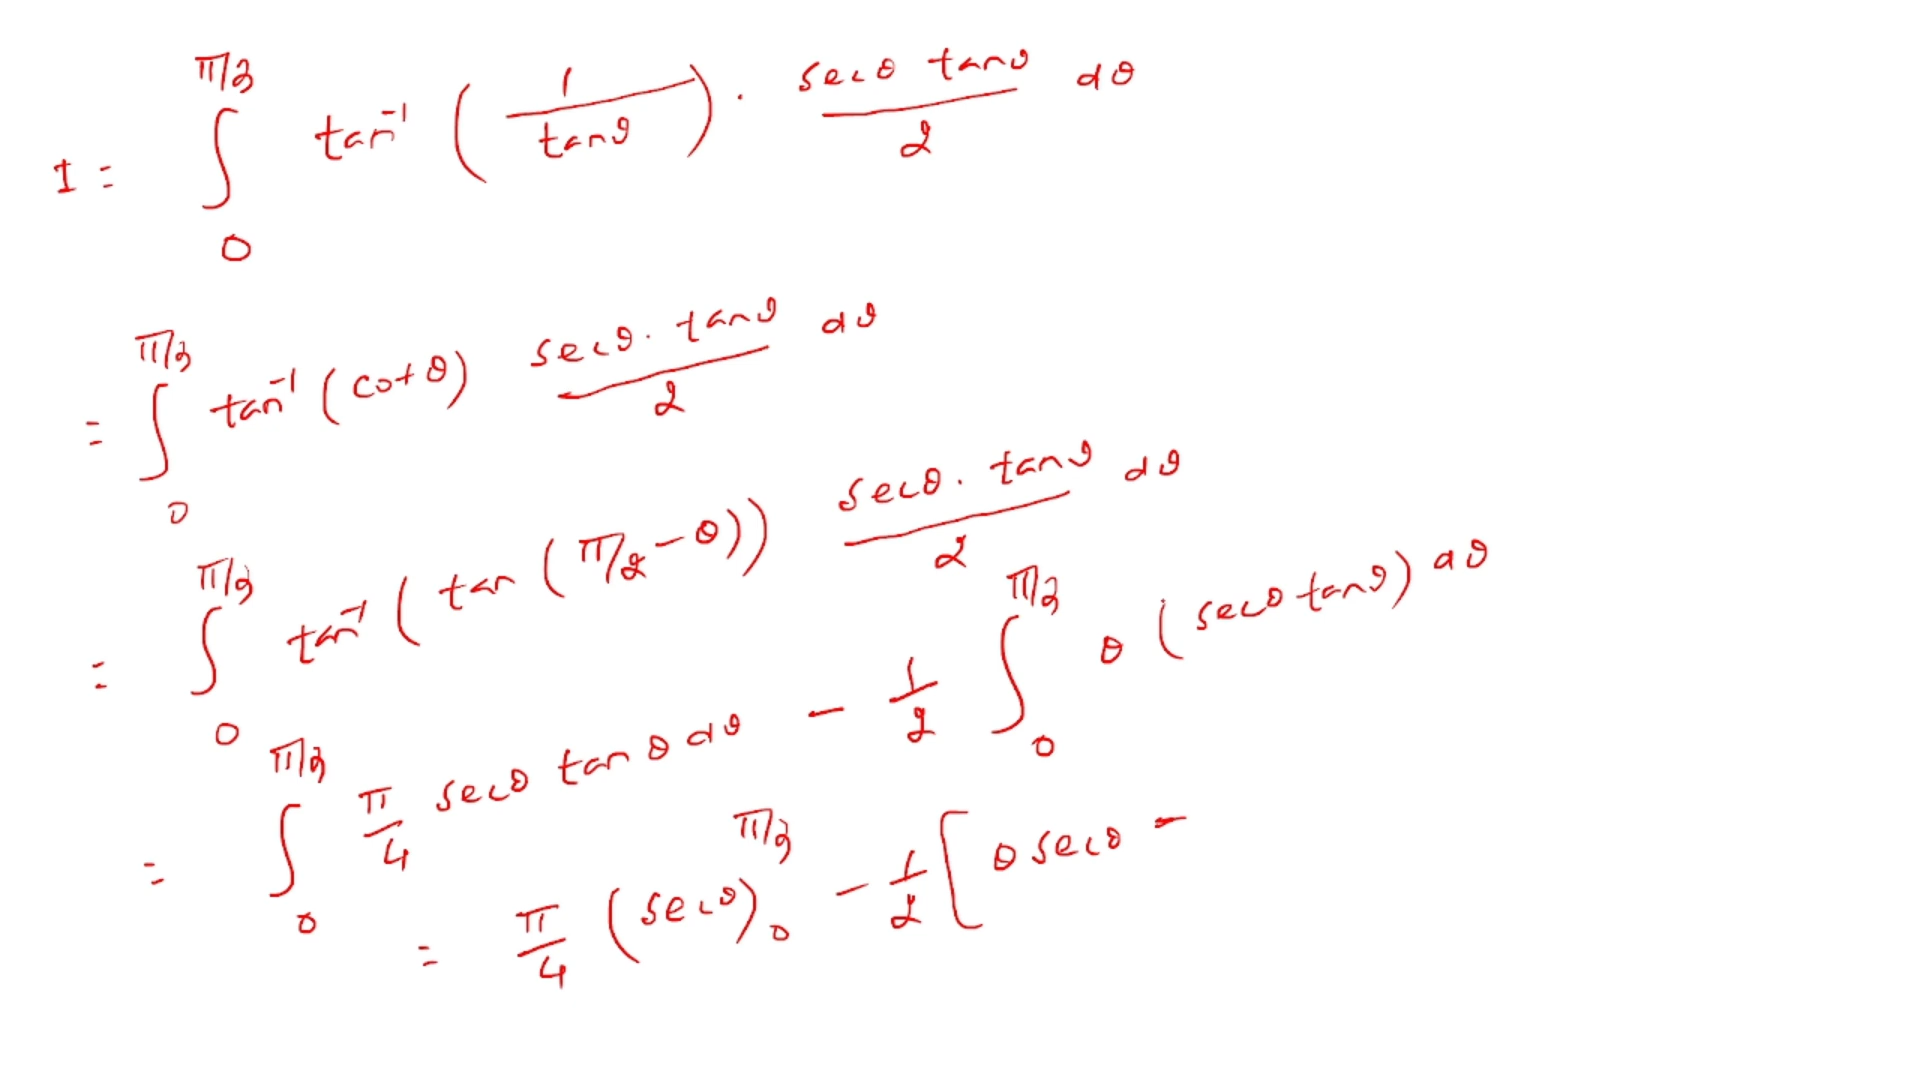 I = ∫₀^{π/3} tan⁻¹ ( 1 / tanθ ) · (secθ tanθ / 2) dθ
= ∫₀^{π/3} tan⁻¹ (cotθ) (secθ · tanθ / 2) dθ
= ∫₀^{π/3} tan⁻¹ ( tan ( π/2 − θ)) (secθ · tanθ / 2) dθ
= ∫₀^{π/3} π/4 secθ tanθ dθ − 1/2 ∫₀^{π/3} θ (secθ tanθ) dθ
= π/4 (secθ)₀^{π/3} − 1/2 [ θ secθ −